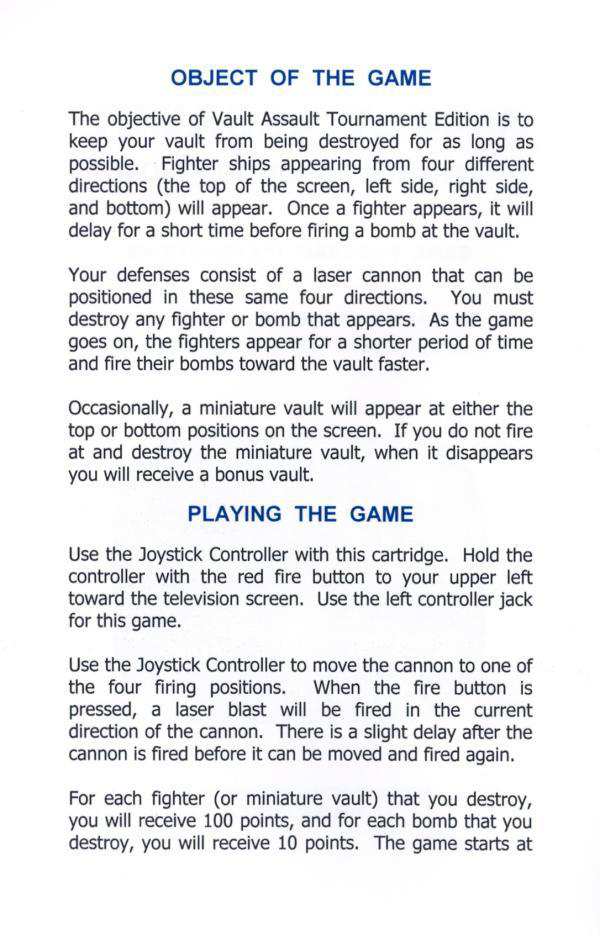 OBJECT OF THE GAME
The objective of Vault Assault Tournament Edition is to
keep your vault from being destroyed for as long as
possible. Fighter ships appearing from four different
directions (the top of the screen, left side, right side,
and bottom) will appear. Once a fighter appears, it will
delay for a short time before firing a bomb at the vault.
Your defenses consist of a laser cannon that can be
positioned in these same four directions. You must
destroy any fighter or bomb that appears. As the game
goes on, the fighters appear for a shorter period of time
and fire their bombs toward the vault faster.
Occasionally, a miniature vault will appear at either the
top or bottom positions on the screen. If you do not fire
at and destroy the miniature vault, when it disappears
you will receive a bonus vault.
PLAYING THE GAME
Use the Joystick Controller with this cartridge. Hold the
controller with the red fire button to your upper left
toward the television screen. Use the left controller jack
for this game.
Use the Joystick Controller to move the cannon to one of
the four firing positions. When the fire button is
pressed, a laser blast will be fired in the current
direction of the cannon. There is a slight delay after the
cannon is fired before it can be moved and fired again.
For each fighter (or miniature vault) that you destroy,
you will receive 100 points, and for each bomb that you
destroy, you will receive 10 points. The game starts at